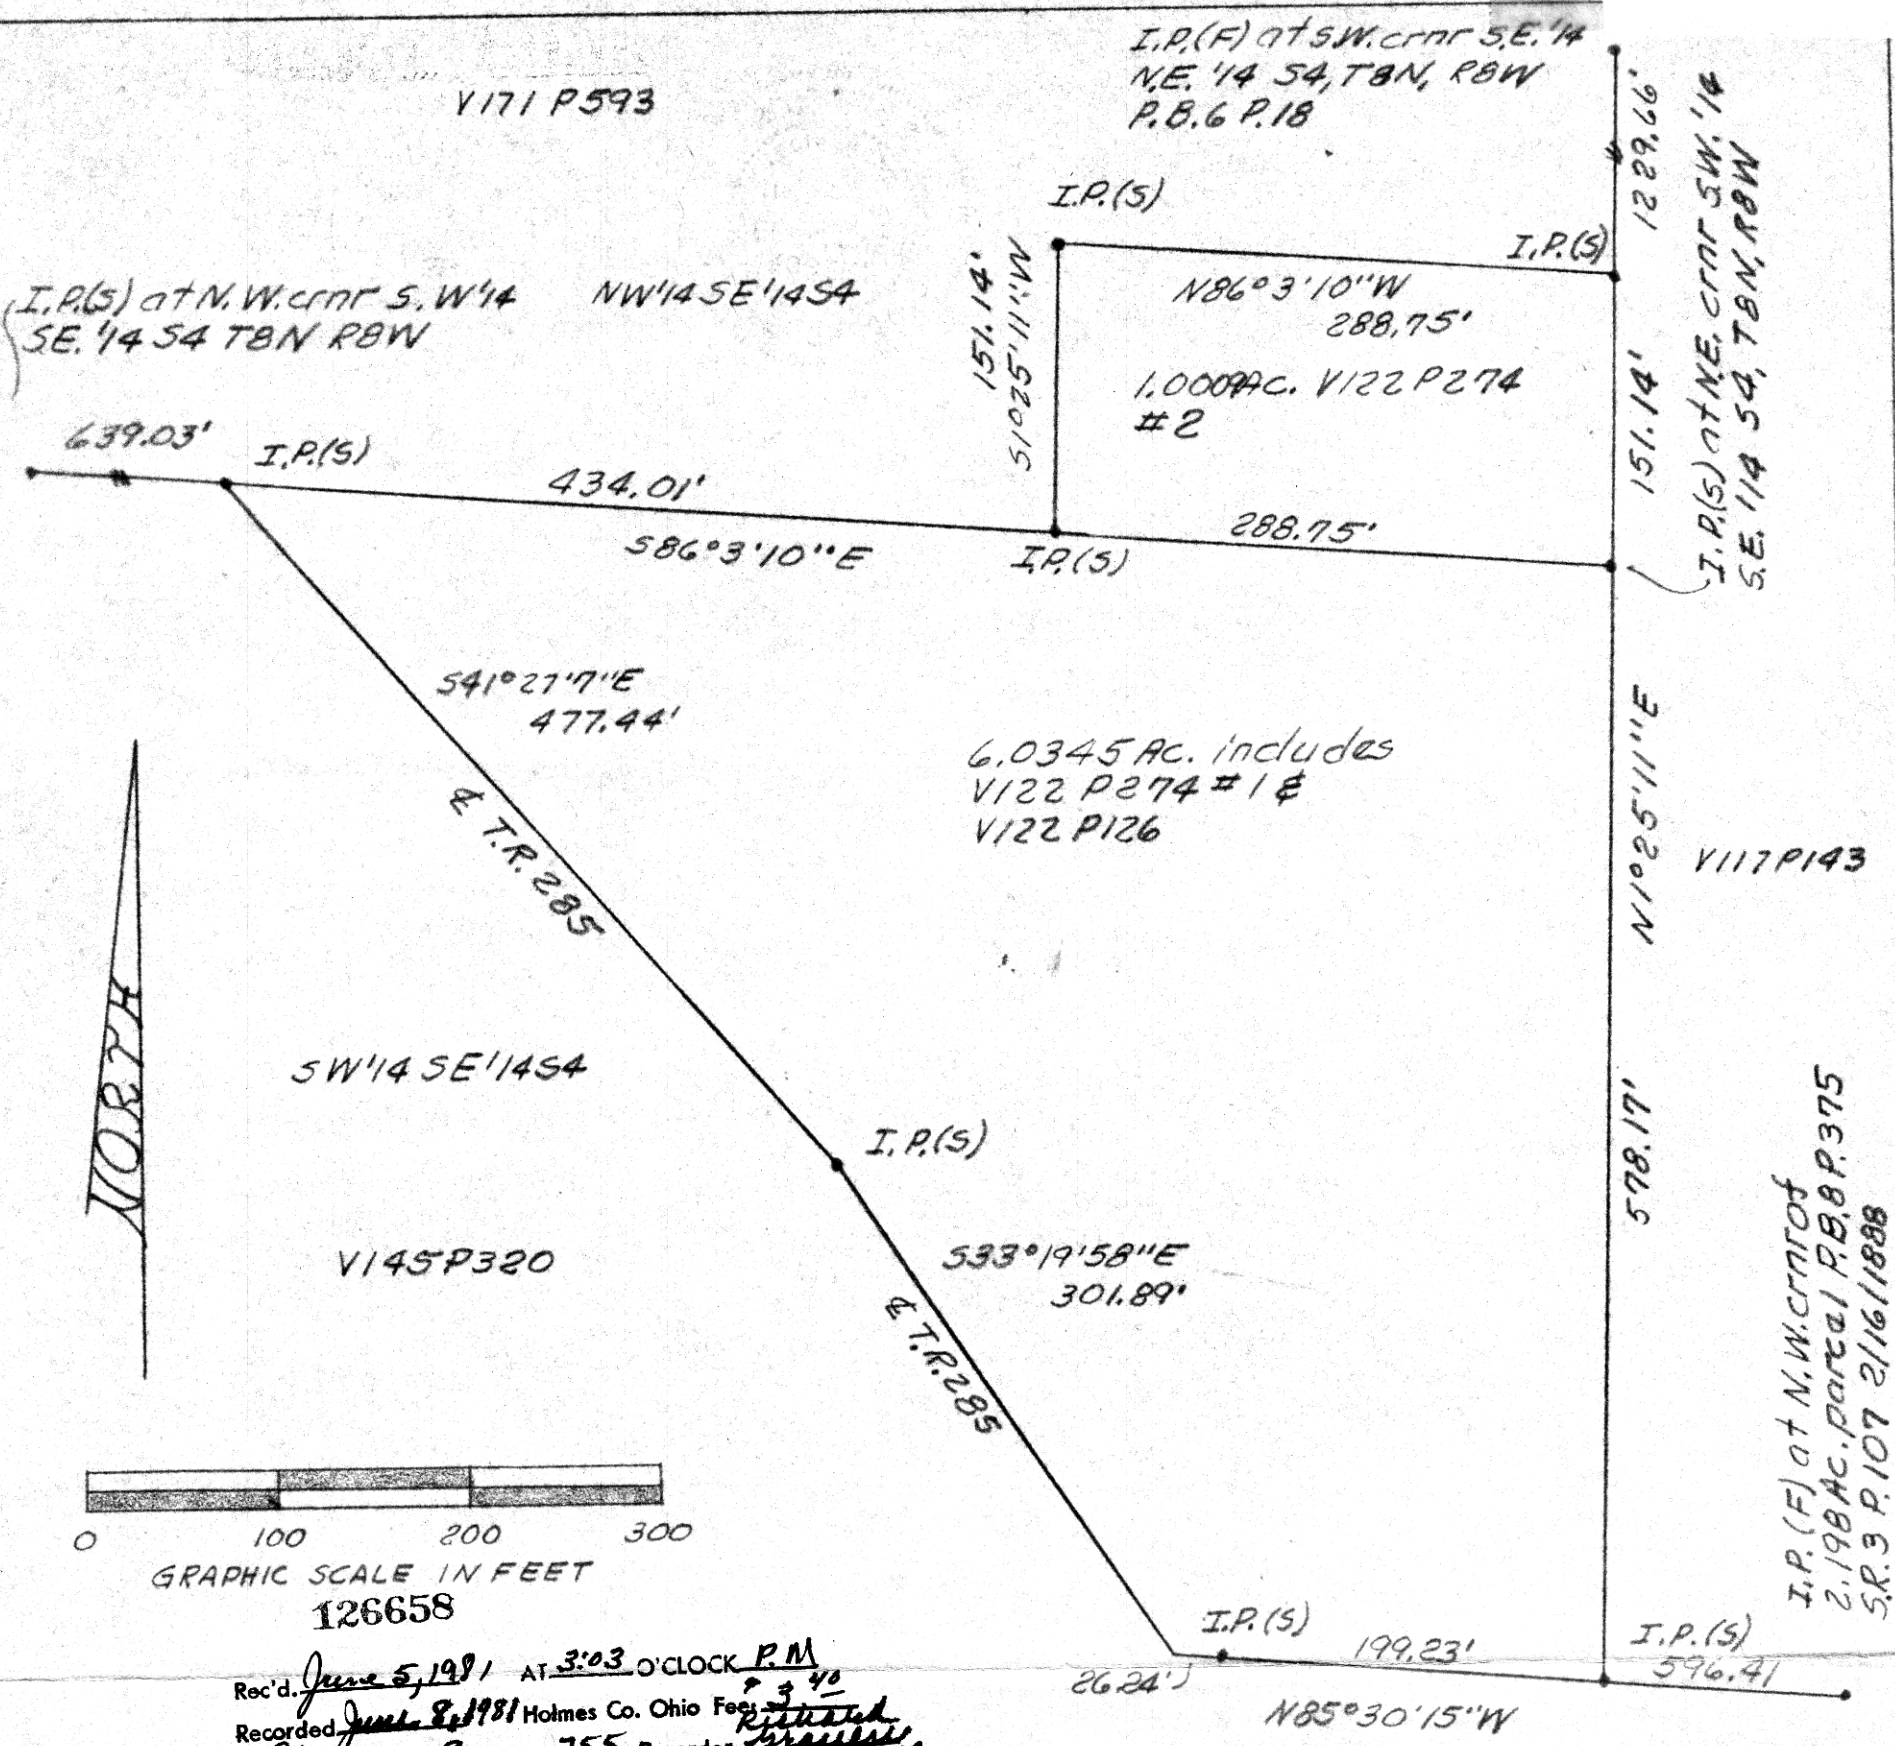 V171 P593
I.P.(F) at S.W. crnr S.E. 1/4
N.E. 1/4 S4, T8N, R8W
P.B.6 P.18
1229.66'
I.P.(S) at N.E. crnr S.W. 1/4
S.E. 1/4 S4, T8N, R8W
I.P.(S)
I.P.(S)
N86°3'10"W
288.75'
151.14'
S1°25'11"W
1.0009Ac. V122 P274
#2
151.14'
I.P.(S) at N.W. crnr S.W 1/4
SE. 1/4 S4 T8N R8W
NW 1/4 SE 1/4 S4
639.03'
I.P.(S)
434.01'
S86°3'10"E
I.P.(S)
288.75'
S41°27'7"E
477.44'
℄ T.R. 285
6.0345 Ac. includes
V122 P274 #1 &
V122 P126
N1°25'11"E
V117 P143
NORTH
SW 1/4 SE 1/4 S4
I.P.(S)
578.17'
V145 P320
S33°19'58"E
301.89'
℄ T.R. 285
I.P.(F) at N.W. crnr of
2.198 Ac. parcel P.B.8 P.375
S.R.3 P.107 2/16/1888
0 100 200 300
GRAPHIC SCALE IN FEET
126658
I.P.(S)
199.23'
I.P.(S)
596.41
26.24'
N85°30'15"W
Rec'd. June 5, 1981 AT 3:03 O'CLOCK P.M
Recorded June 8, 1981 Holmes Co. Ohio Fee $ 3.40
755